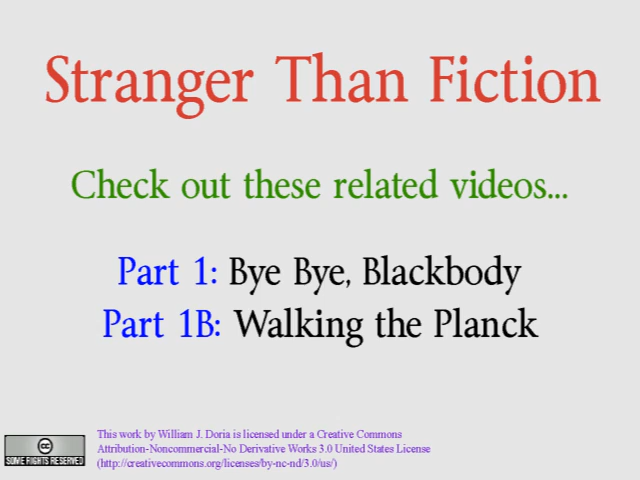 Stranger Than Fiction
Check out these related videos...
Part 1: Bye Bye, Blackbody
Part 1B: Walking the Planck
This work by William J. Doria is licensed under a Creative Commons
Attribution-Noncommercial-No Derivative Works 3.0 United States License
(http://creativecommons.org/licenses/by-nc-nd/3.0/us/)
cc
SOME RIGHTS RESERVED